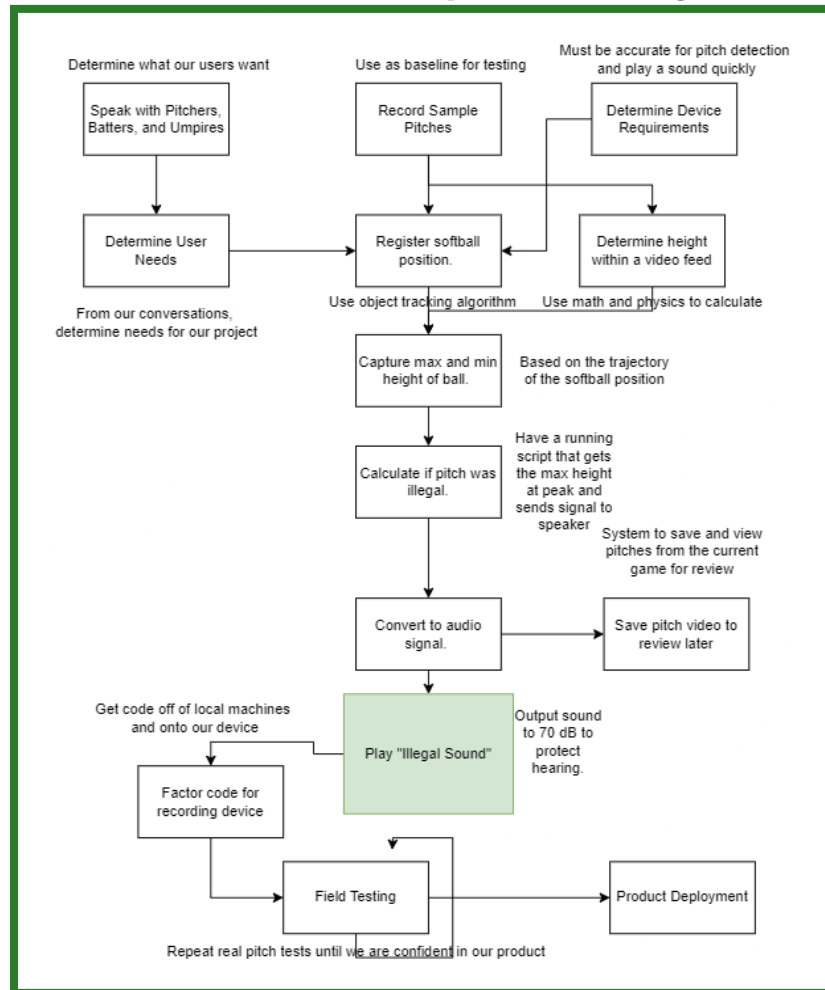 Determine what our users want
Use as baseline for testing
Must be accurate for pitch detection
and play a sound quickly
Speak with Pitchers,
Batters, and Umpires
Record Sample
Pitches
Determine Device
Requirements
Determine User
Needs
Register softball
position.
Determine height
within a video feed
From our conversations,
determine needs for our project
Use object tracking algorithm
Use math and physics to calculate
Capture max and min
height of ball.
Based on the trajectory
of the softball position
Calculate if pitch was
illegal.
Have a running
script that gets
the max height
at peak and
sends signal to
speaker
System to save and view
pitches from the current
game for review
Convert to audio
signal.
Save pitch video to
review later
Get code off of local machines
and onto our device
Play "Illegal Sound"
Output sound
to 70 dB to
protect
hearing.
Factor code for
recording device
Field Testing
Product Deployment
Repeat real pitch tests until we are confident in our product